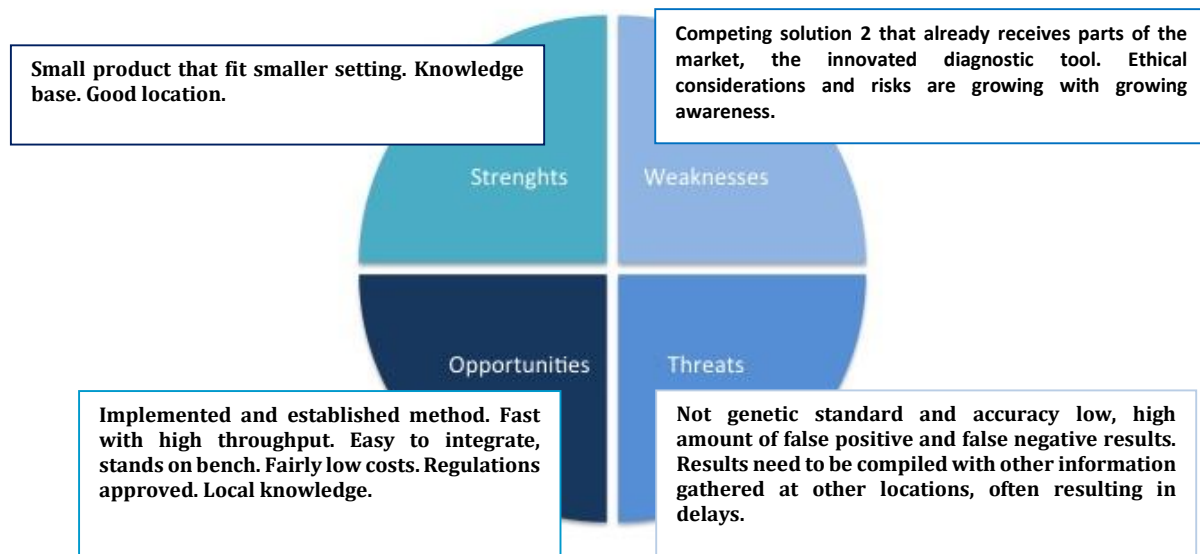 Small product that fit smaller setting. Knowledge
base. Good location.
Competing solution 2 that already receives parts of the
market, the innovated diagnostic tool. Ethical
considerations and risks are growing with growing
awareness.
Strenghts
Weaknesses
Opportunities
Threats
Implemented and established method. Fast
with high throughput. Easy to integrate,
stands on bench. Fairly low costs. Regulations
approved. Local knowledge.
Not genetic standard and accuracy low, high
amount of false positive and false negative results.
Results need to be compiled with other information
gathered at other locations, often resulting in
delays.